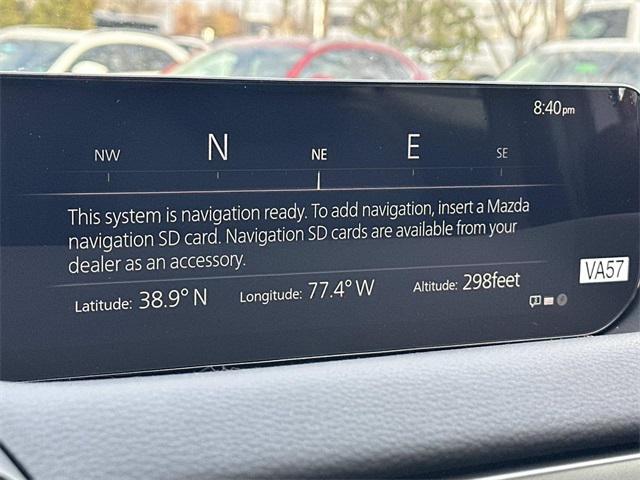 8:40pm
NW N NE E SE
This system is navigation ready. To add navigation, insert a Mazda
navigation SD card. Navigation SD cards are available from your
dealer as an accessory.
Latitude: 38.9° N Longitude: 77.4° W Altitude: 298feet
VA57